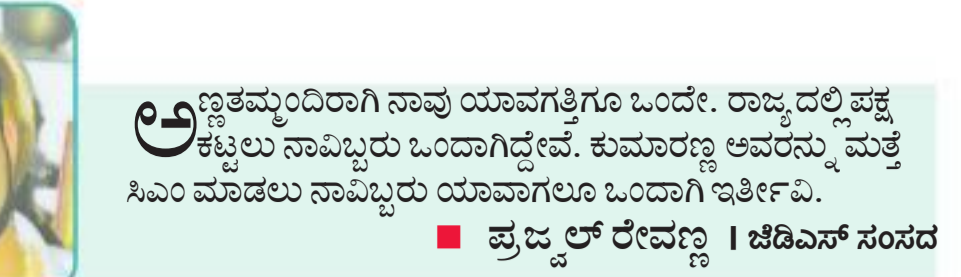 ಅಣ್ಣತಮ್ಮಂದಿರಾಗಿ ನಾವು ಯಾವಗತ್ತಿಗೂ ಒಂದೇ. ರಾಜ್ಯದಲ್ಲಿ ಪಕ್ಷ
ಕಟ್ಟಲು ನಾವಿಬ್ಬರು ಒಂದಾಗಿದ್ದೇವೆ. ಕುಮಾರಣ್ಣ ಅವರನ್ನು ಮತ್ತೆ
ಸಿಎಂ ಮಾಡಲು ನಾವಿಬ್ಬರು ಯಾವಾಗಲೂ ಒಂದಾಗಿ ಇರ್ತೀವಿ.
■ ಪ್ರಜ್ವಲ್ ರೇವಣ್ಣ । ಜೆಡಿಎಸ್ ಸಂಸದ